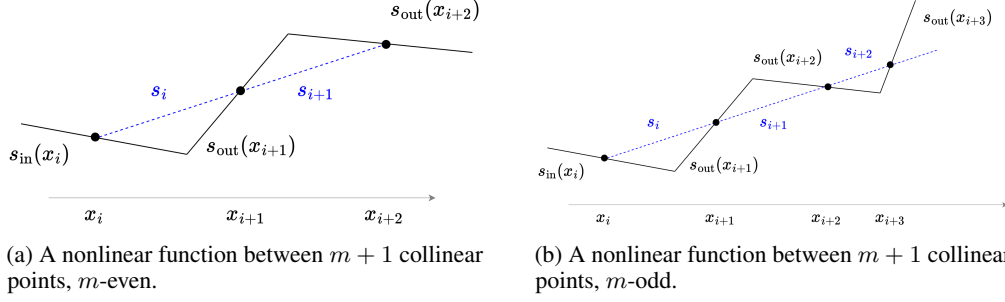 s_out(x_{i+2})
s_i
s_{i+1}
s_in(x_i)
s_out(x_{i+1})
x_i
x_{i+1}
x_{i+2}
(a) A nonlinear function between m + 1 collinear
points, m-even.
s_out(x_{i+3})
s_out(x_{i+2})
s_{i+2}
s_i
s_{i+1}
s_in(x_i)
s_out(x_{i+1})
x_i
x_{i+1}
x_{i+2}
x_{i+3}
(b) A nonlinear function between m + 1 collinear
points, m-odd.